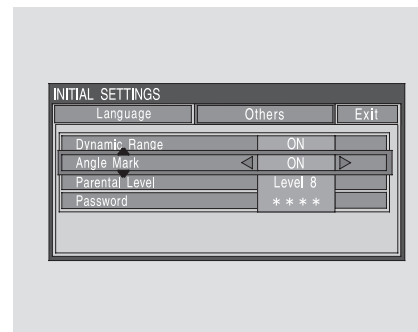 INITIAL SETTINGS
Language Others Exit
Dynamic Range ON
Angle Mark ON
Parental Level Level 8
Password ****